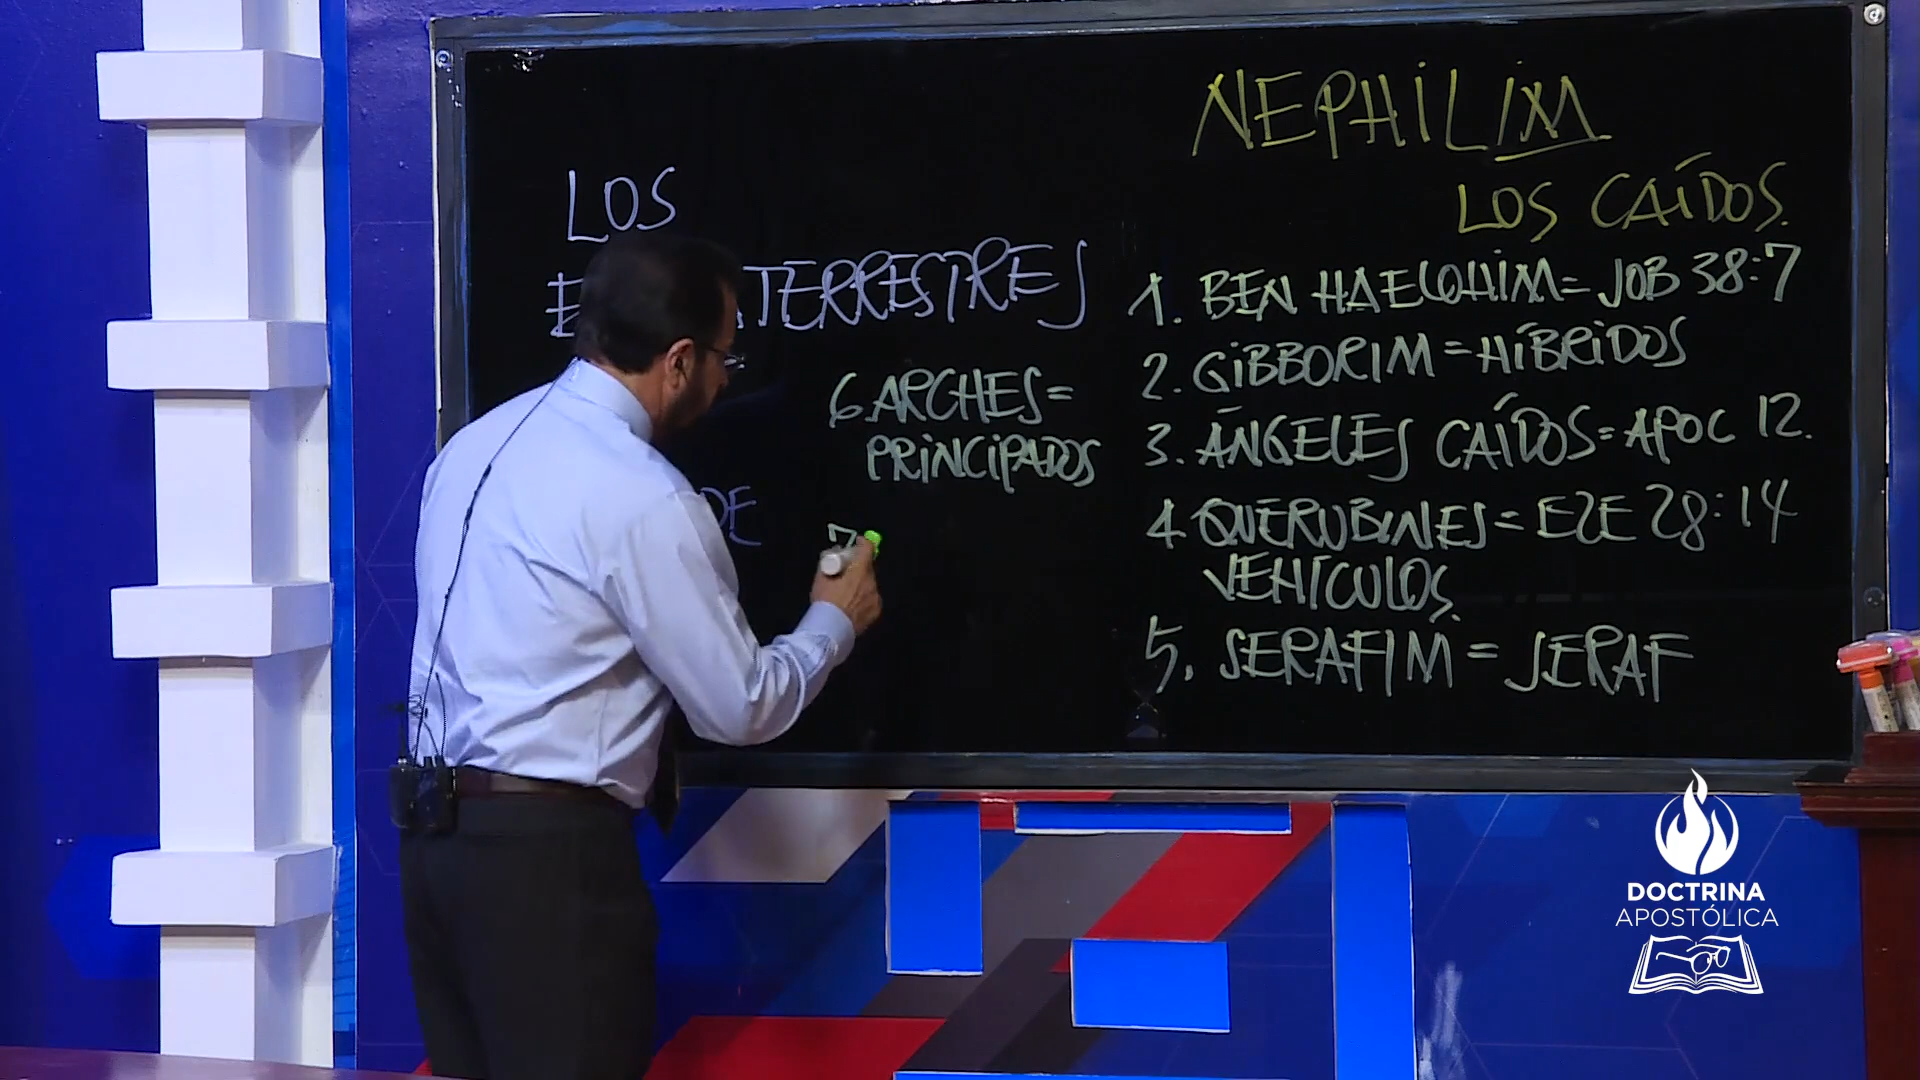 NEPHILIM
LOS CAÍDOS.
LOS
TERRESTRES
DE
1. BEN HAELOHIM = JOB 38:7
2. GIBBORIM = HÍBRIDOS
3. ÁNGELES CAÍDOS = APOC 12.
4 QUERUBINES = EZE 28:14
VEHÍCULOS.
5. SERAFIM = SERAF
6. ARCHES =
PRINCIPADOS
7
DOCTRINA
APOSTÓLICA